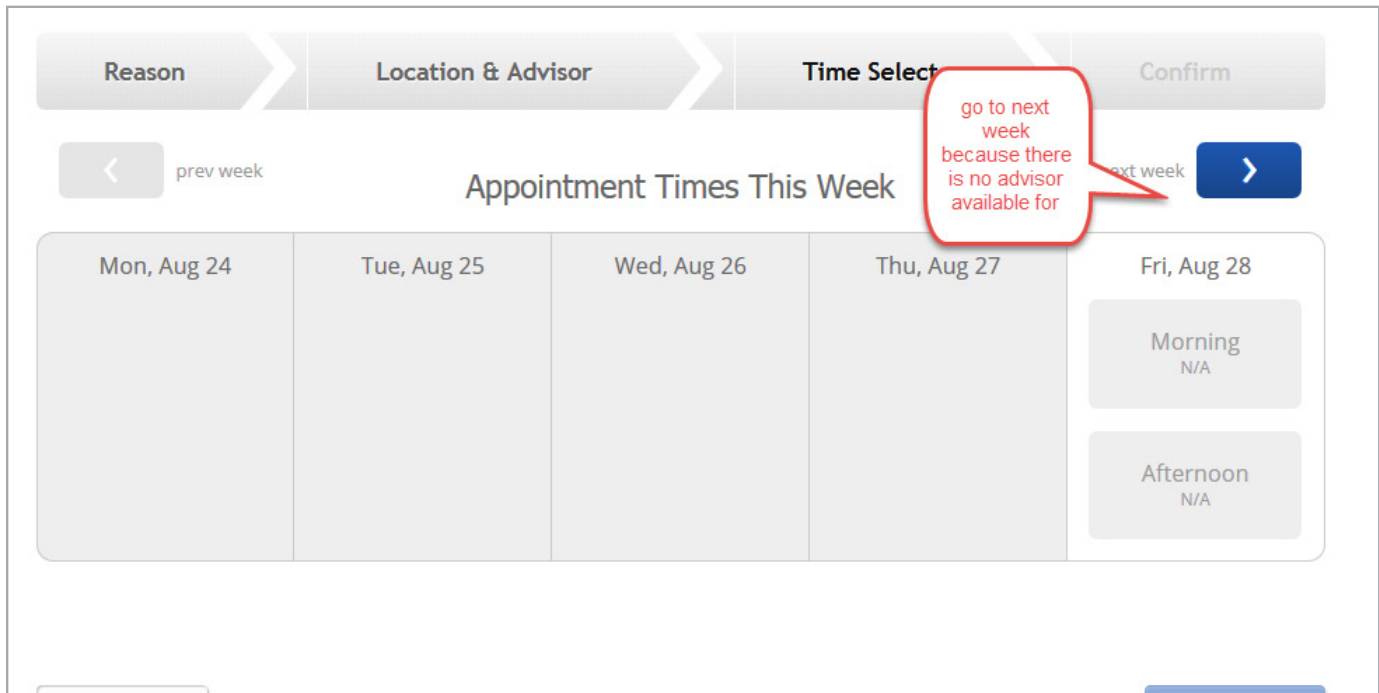 Reason
Location & Advisor
Time Select
Confirm
go to next
week
because there
is no advisor
available for
prev week
Appointment Times This Week
week
Mon, Aug 24
Tue, Aug 25
Wed, Aug 26
Thu, Aug 27
Fri, Aug 28
Morning
N/A
Afternoon
N/A